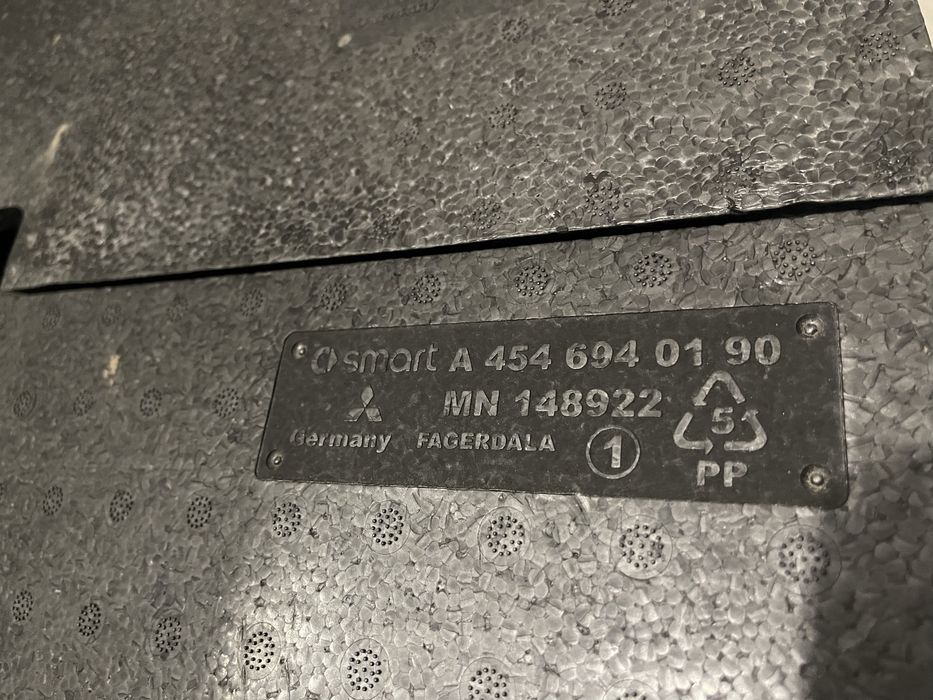 smart A 454 694 01 90
MN 148922
5
Germany FAGERDALA 1
PP